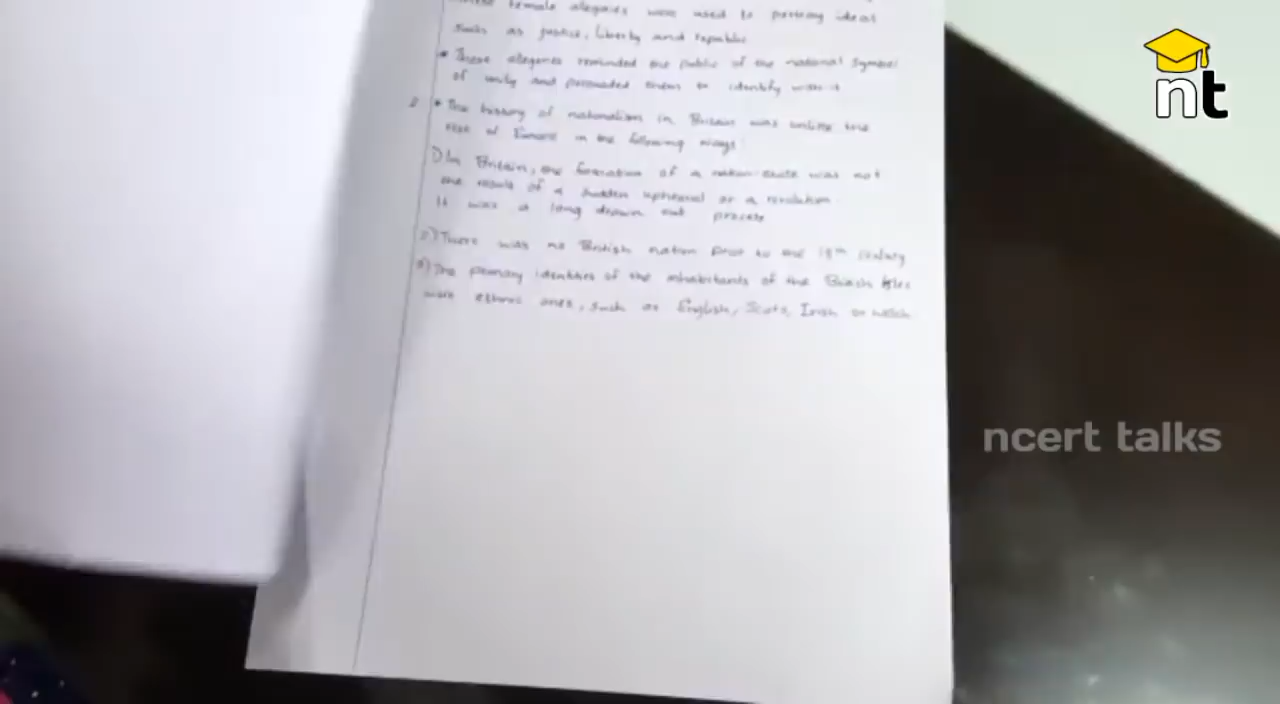 female alegories were used to portray ideas
such as justice, liberty and republic
* These alegories reminded the public of the national symbol
of unity and persuaded them to identify with it
2 * The history of nationalism in Britain was unlike the
rest of Europe in the following ways:
1) In Britain, the formation of a nation-state was not
the result of a sudden upheaval or a revolution
It was a long drawn out process
2) There was no British nation prior to the 18th century
3) The primary identities of the inhabitants of the British Isles
were ethnic ones, such as English, Scots, Irish or welsh
nt
ncert talks